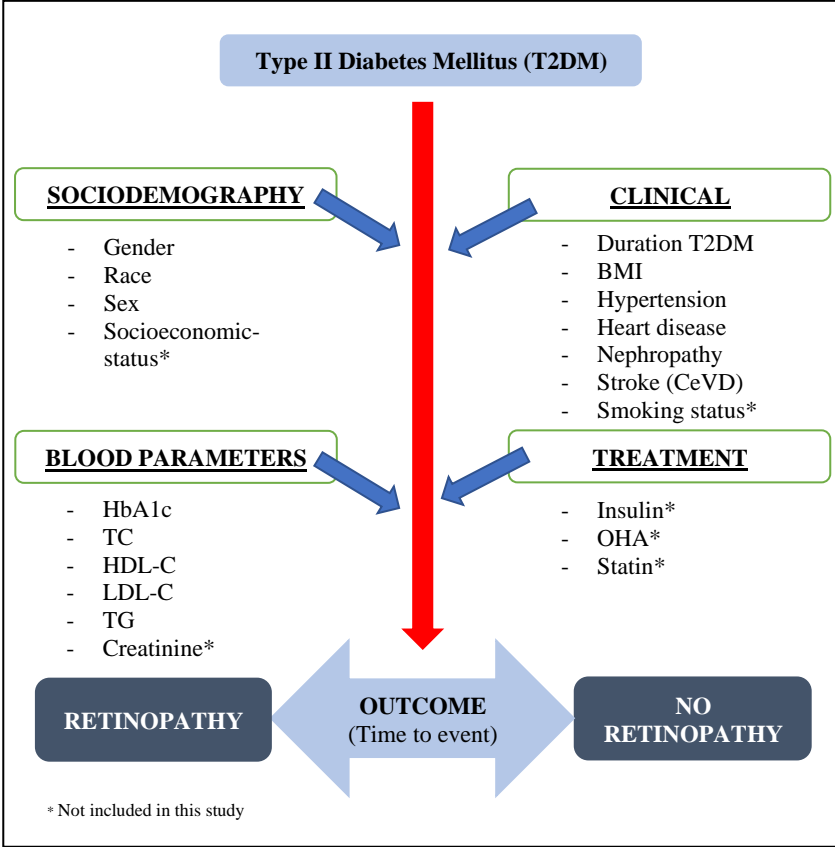 Type II Diabetes Mellitus (T2DM)
SOCIODEMOGRAPHY
- Gender
- Race
- Sex
- Socioeconomic-
status*
CLINICAL
- Duration T2DM
- BMI
- Hypertension
- Heart disease
- Nephropathy
- Stroke (CeVD)
- Smoking status*
BLOOD PARAMETERS
- HbA1c
- TC
- HDL-C
- LDL-C
- TG
- Creatinine*
TREATMENT
- Insulin*
- OHA*
- Statin*
RETINOPATHY
OUTCOME
(Time to event)
NO
RETINOPATHY
* Not included in this study